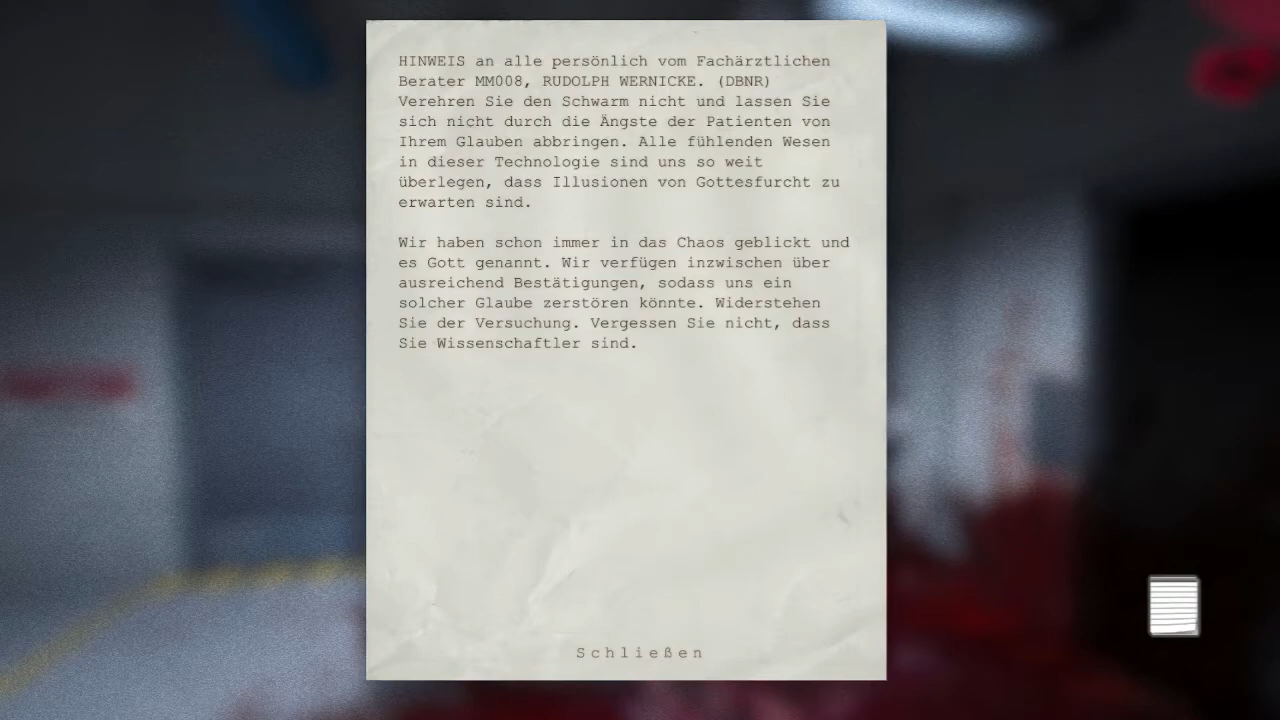 HINWEIS an alle persönlich vom Fachärztlichen
Berater MM008, RUDOLPH WERNICKE. (DBNR)
Verehren Sie den Schwarm nicht und lassen Sie
sich nicht durch die Ängste der Patienten von
Ihrem Glauben abbringen. Alle fühlenden Wesen
in dieser Technologie sind uns so weit
überlegen, dass Illusionen von Gottesfurcht zu
erwarten sind.

Wir haben schon immer in das Chaos geblickt und
es Gott genannt. Wir verfügen inzwischen über
ausreichend Bestätigungen, sodass uns ein
solcher Glaube zerstören könnte. Widerstehen
Sie der Versuchung. Vergessen Sie nicht, dass
Sie Wissenschaftler sind.

Schließen